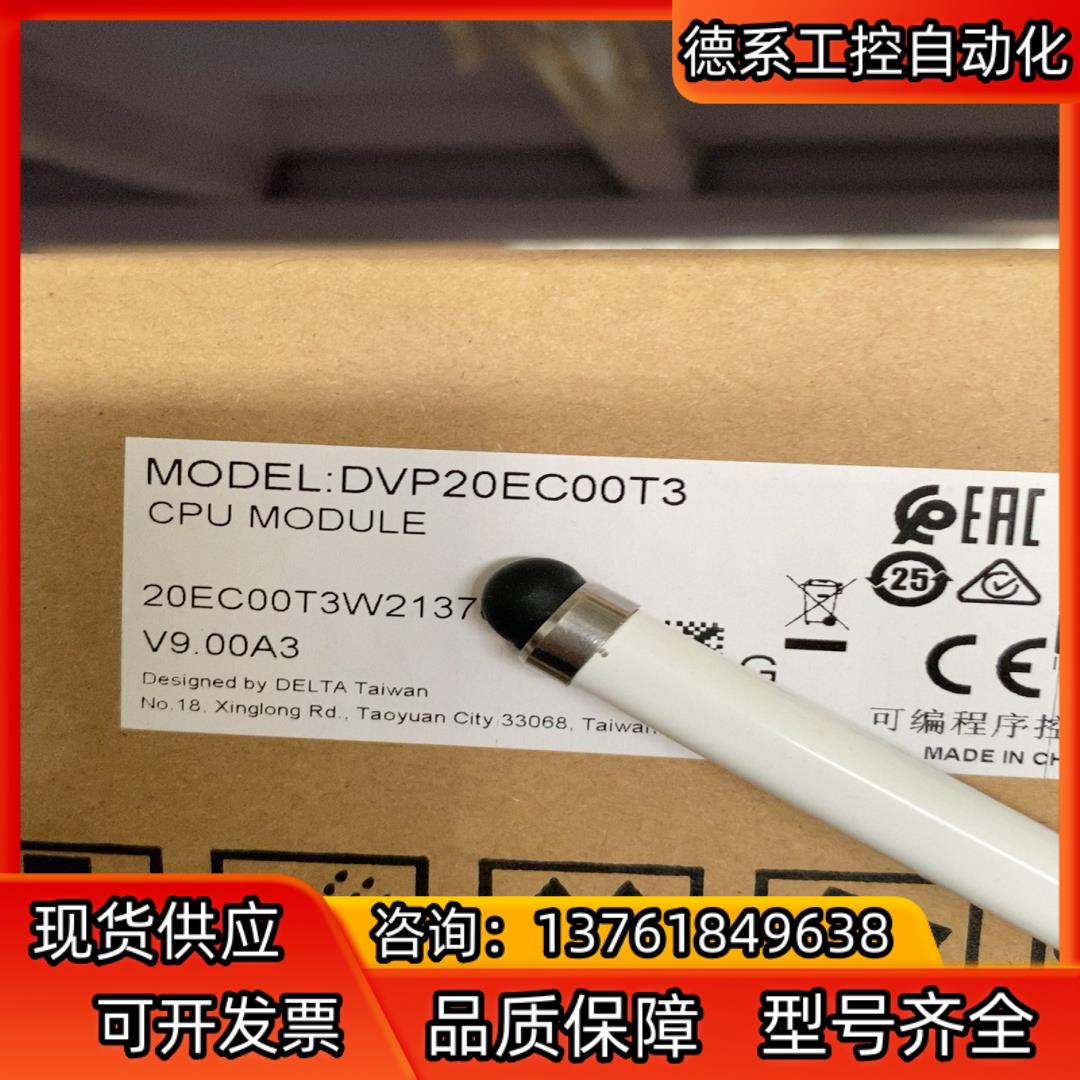 德系工控自动化
MODEL:DVP20EC00T3
CPU MODULE
EAC
25
20EC00T3W2137
V9.00A3
G
CE
Designed by DELTA Taiwan
No.18, Xinglong Rd., Taoyuan City 33068, Taiwan
可编程序控
MADE IN CH
现货供应
咨询：13761849638
可开发票
品质保障
型号齐全